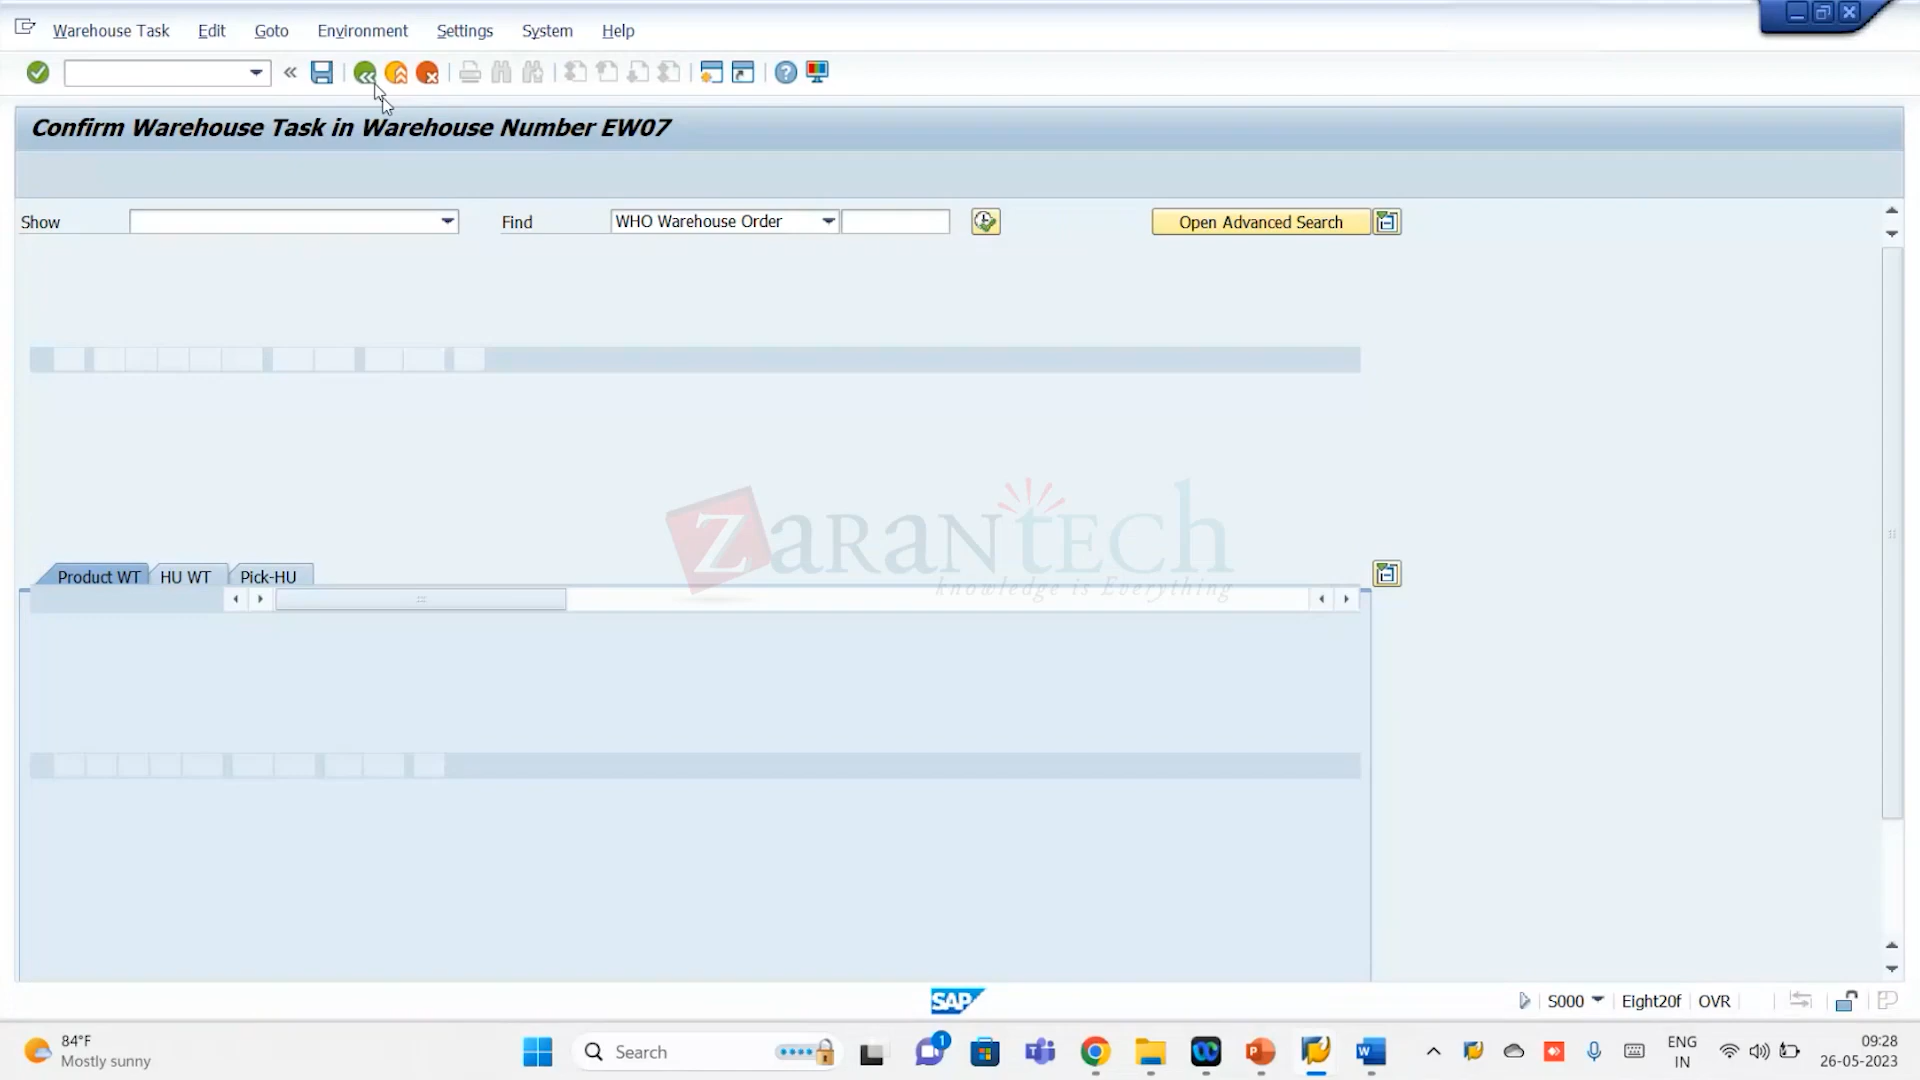 Warehouse Task Edit Goto Environment Settings System Help
Confirm Warehouse Task in Warehouse Number EW07
Show Find WHO Warehouse Order Open Advanced Search
ZaranTech
knowledge is Everything
Product WT HU WT Pick-HU
SAP S000 Eight20f OVR
84°F
Mostly sunny
Search
1
ENG
IN
09:28
26-05-2023